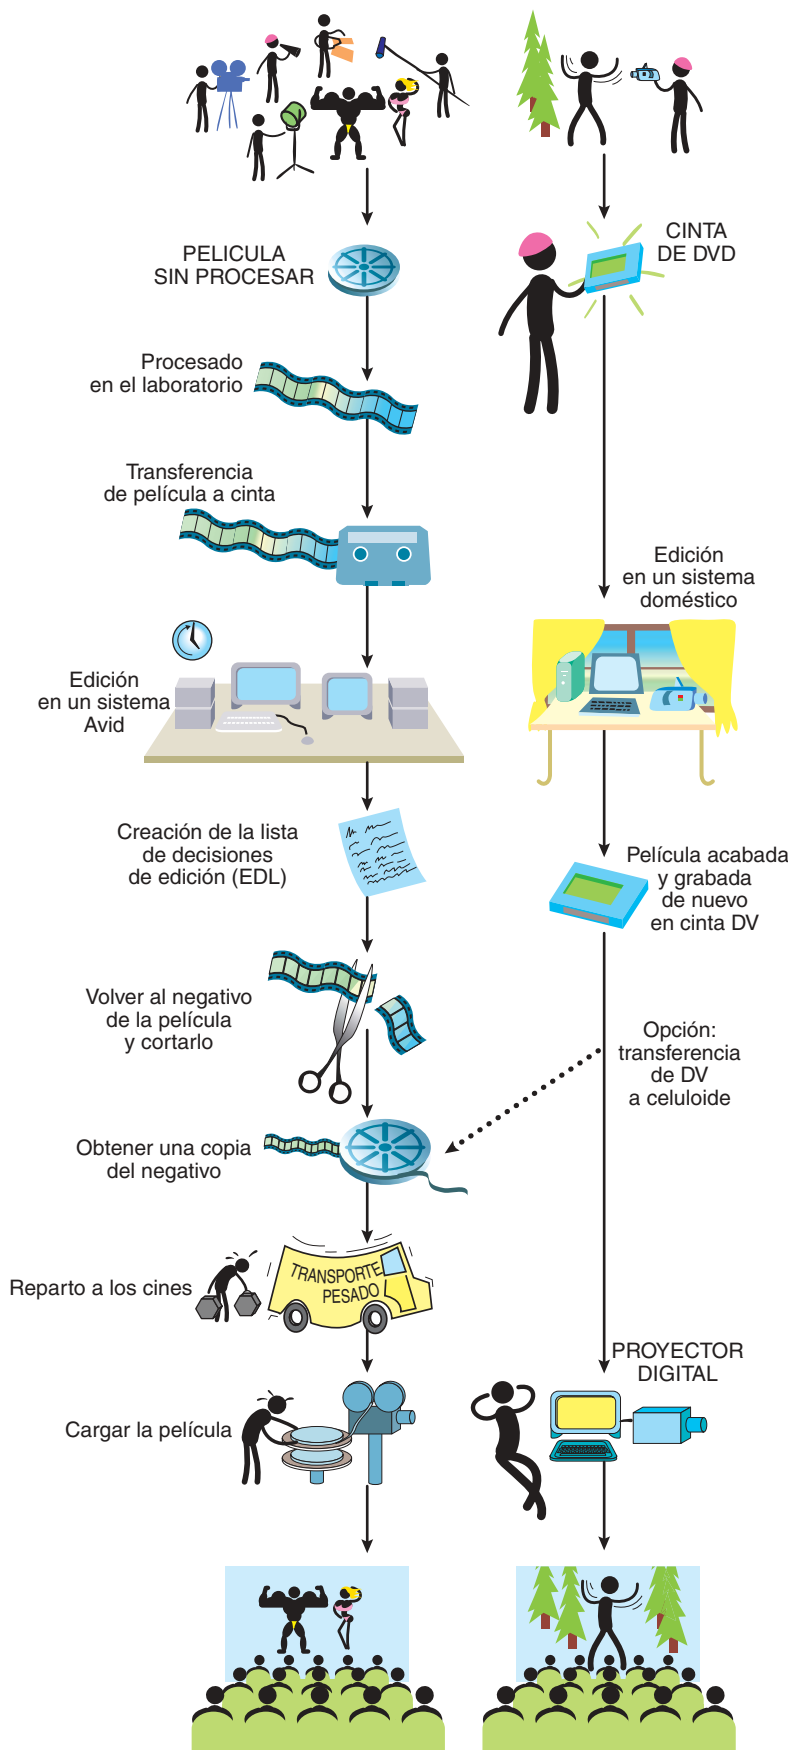 PELICULA
SIN PROCESAR
Procesado
en el laboratorio
Transferencia
de película a cinta
Edición
en un sistema
Avid
Creación de la lista
de decisiones
de edición (EDL)
Volver al negativo
de la película
y cortarlo
Obtener una copia
del negativo
Reparto a los cines
TRANSPORTE
PESADO
Cargar la película
CINTA
DE DVD
Edición
en un sistema
doméstico
Película acabada
y grabada
de nuevo
en cinta DV
Opción:
transferencia
de DV
a celuloide
PROYECTOR
DIGITAL